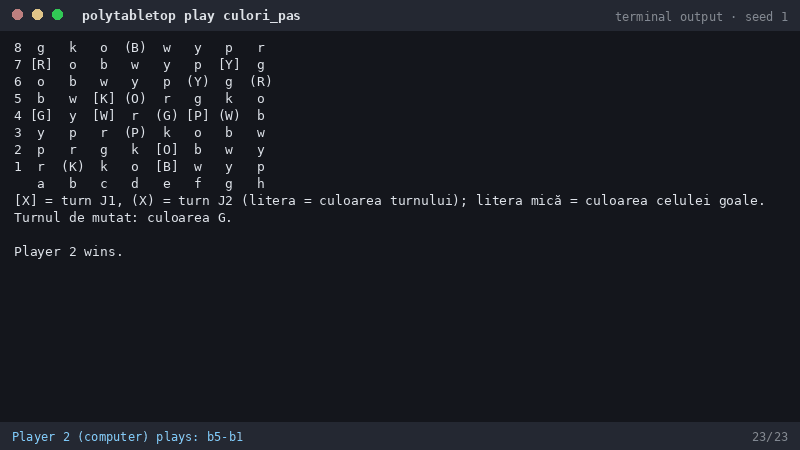 polytabletop play culori_pas
terminal output · seed 1
8 g k o (B) w y p r
7 [R] o b w y p [Y] g
6 o b w y p (Y) g (R)
5 b w [K] (O) r g k o
4 [G] y [W] r (G) [P] (W) b
3 y p r (P) k o b w
2 p r g k [O] b w y
1 r (K) k o [B] w y p
a b c d e f g h
[X] = turn J1, (X) = turn J2 (litera = culoarea turnului); litera mică = culoarea celulei goale.
Turnul de mutat: culoarea G.
Player 2 wins.
Player 2 (computer) plays: b5-b1
23/23